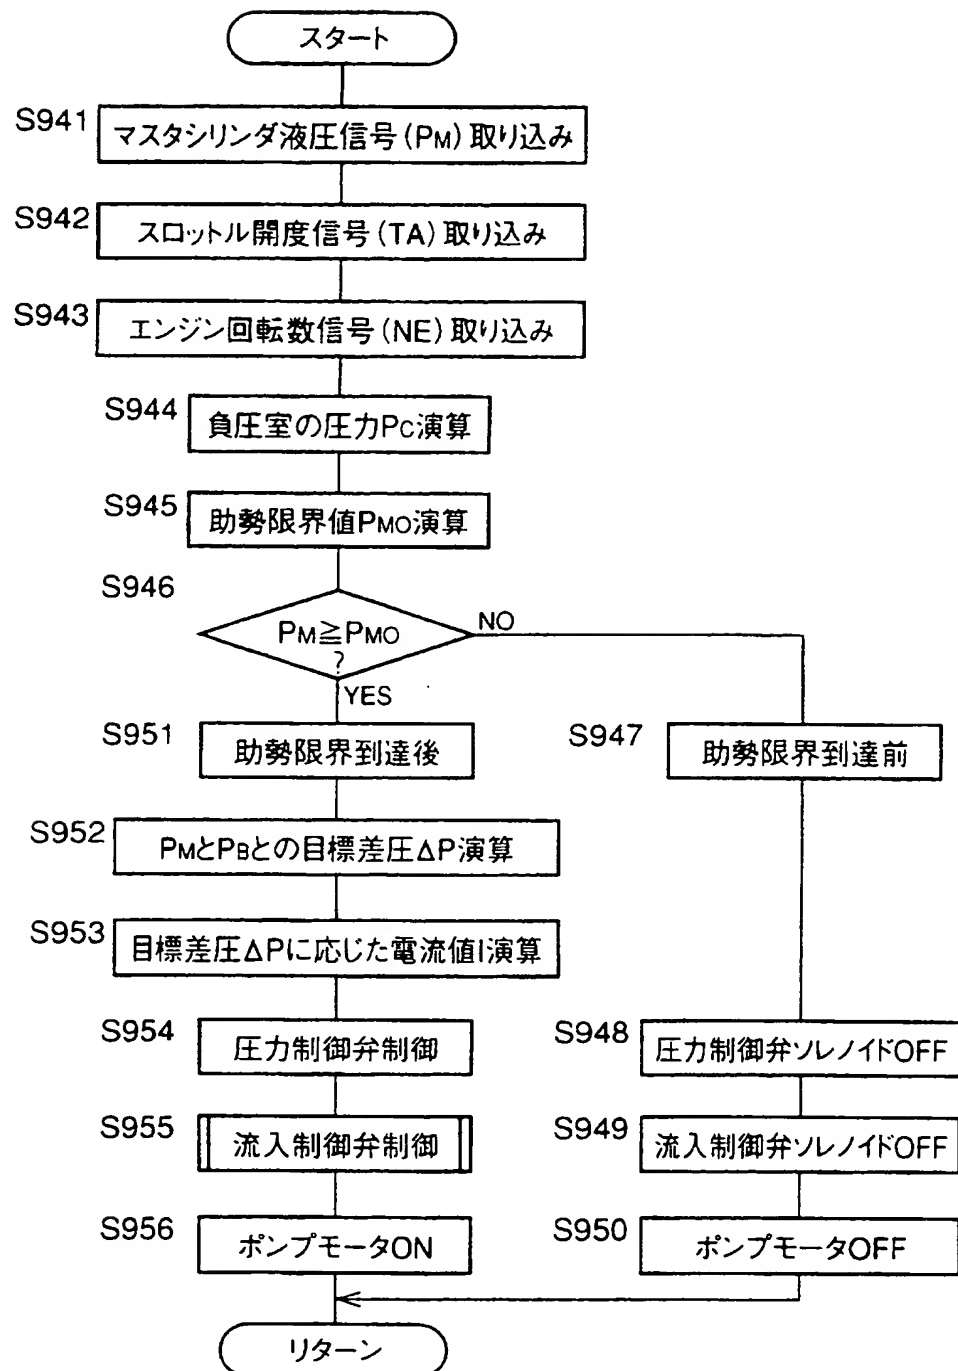 スタート
S941
マスタシリンダ液圧信号(PM)取り込み
S942
スロットル開度信号(TA)取り込み
S943
エンジン回転数信号(NE)取り込み
S944
負圧室の圧力PC演算
S945
助勢限界値PMO演算
S946
PM≧PMO
?
NO
YES
S951
助勢限界到達後
S947
助勢限界到達前
S952
PMとPBとの目標差圧ΔP演算
S953
目標差圧ΔPに応じた電流値I演算
S954
圧力制御弁制御
S948
圧力制御弁ソレノイドOFF
S955
流入制御弁制御
S949
流入制御弁ソレノイドOFF
S956
ポンプモータON
S950
ポンプモータOFF
リターン